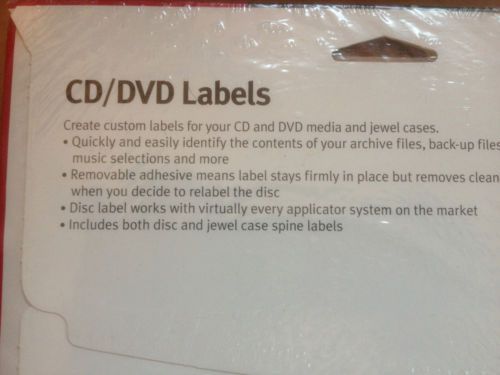 CD/DVD Labels
Create custom labels for your CD and DVD media and jewel cases.
• Quickly and easily identify the contents of your archive files, back-up files
music selections and more
• Removable adhesive means label stays firmly in place but removes clean
when you decide to relabel the disc
• Disc label works with virtually every applicator system on the market
• Includes both disc and jewel case spine labels